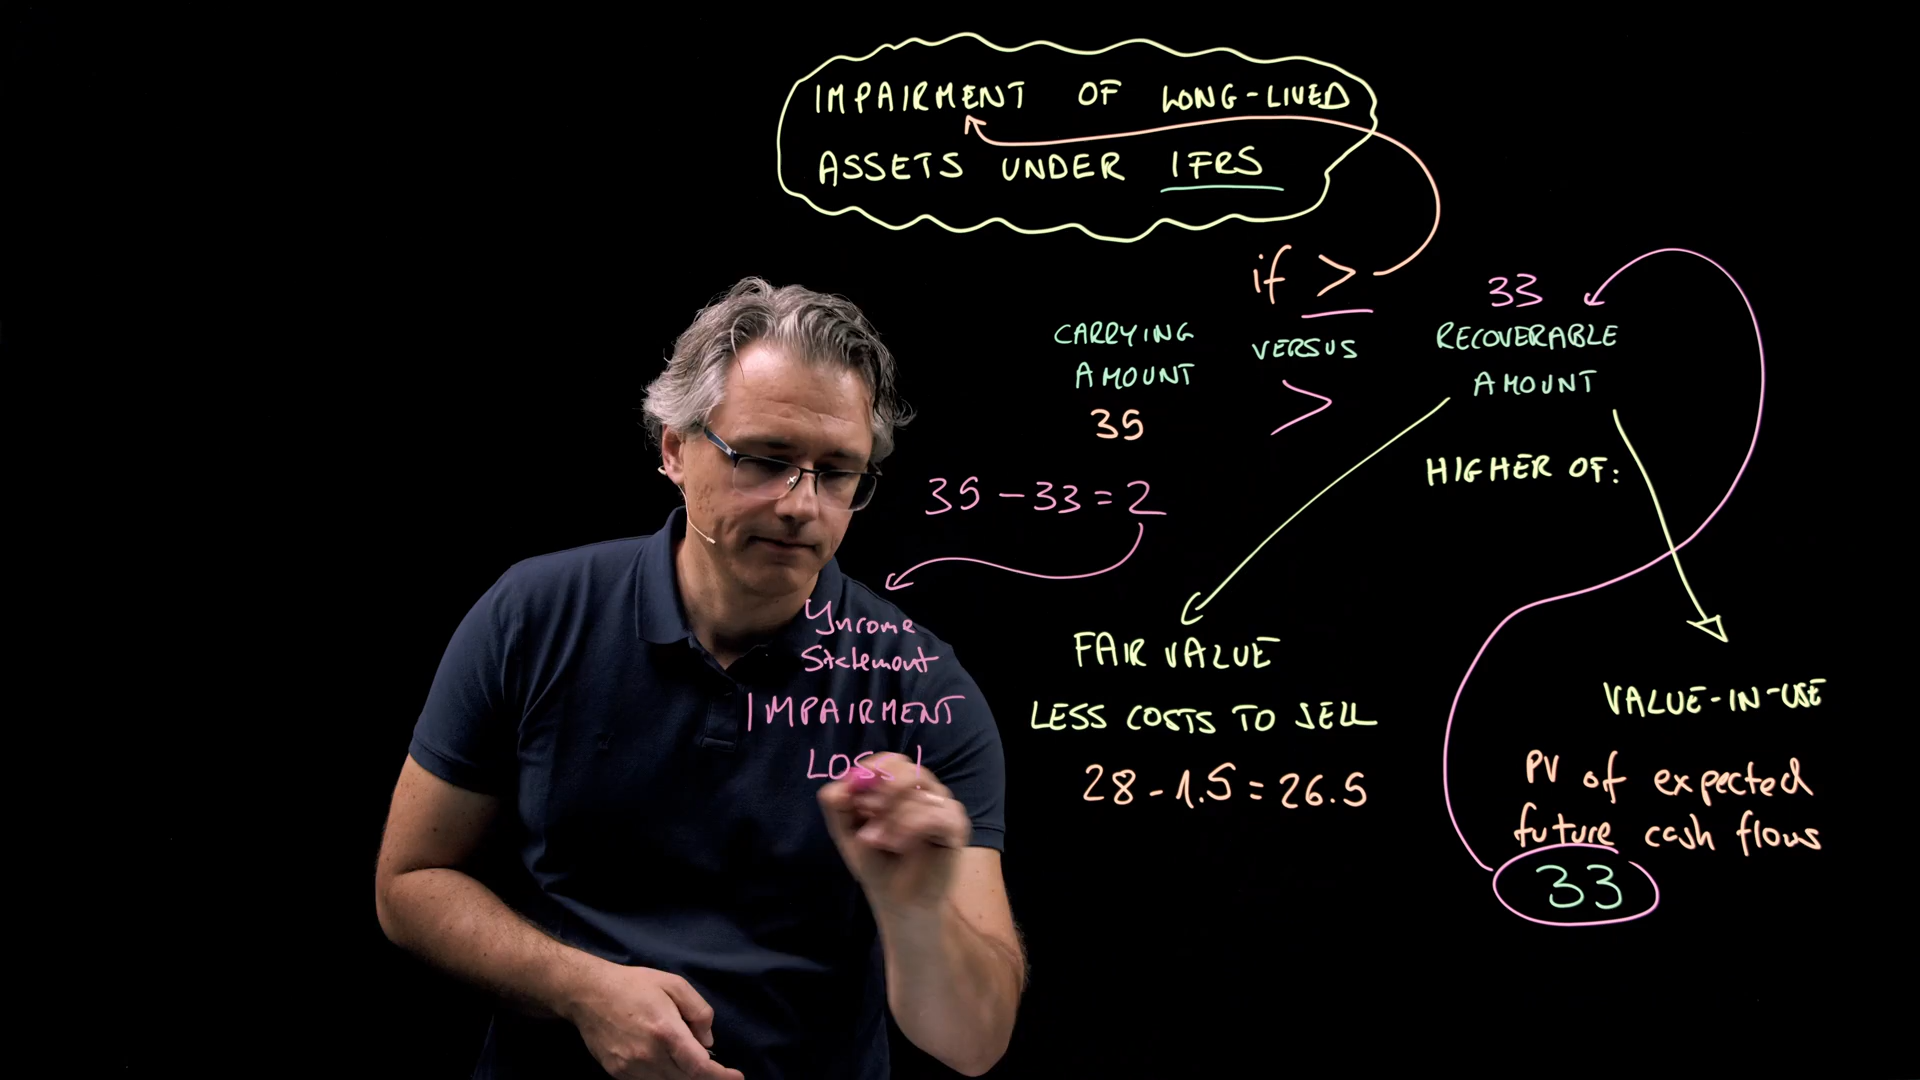 IMPAIRMENT OF LONG-LIVED
ASSETS UNDER IFRS
if >
33
CARRYING
AMOUNT
35
VERSUS
>
RECOVERABLE
AMOUNT
HIGHER OF:
35 - 33 = 2
Income
Statement
IMPAIRMENT
LOSS
FAIR VALUE
LESS COSTS TO SELL
28 - 1.5 = 26.5
VALUE-IN-USE
PV of expected
future cash flows
33